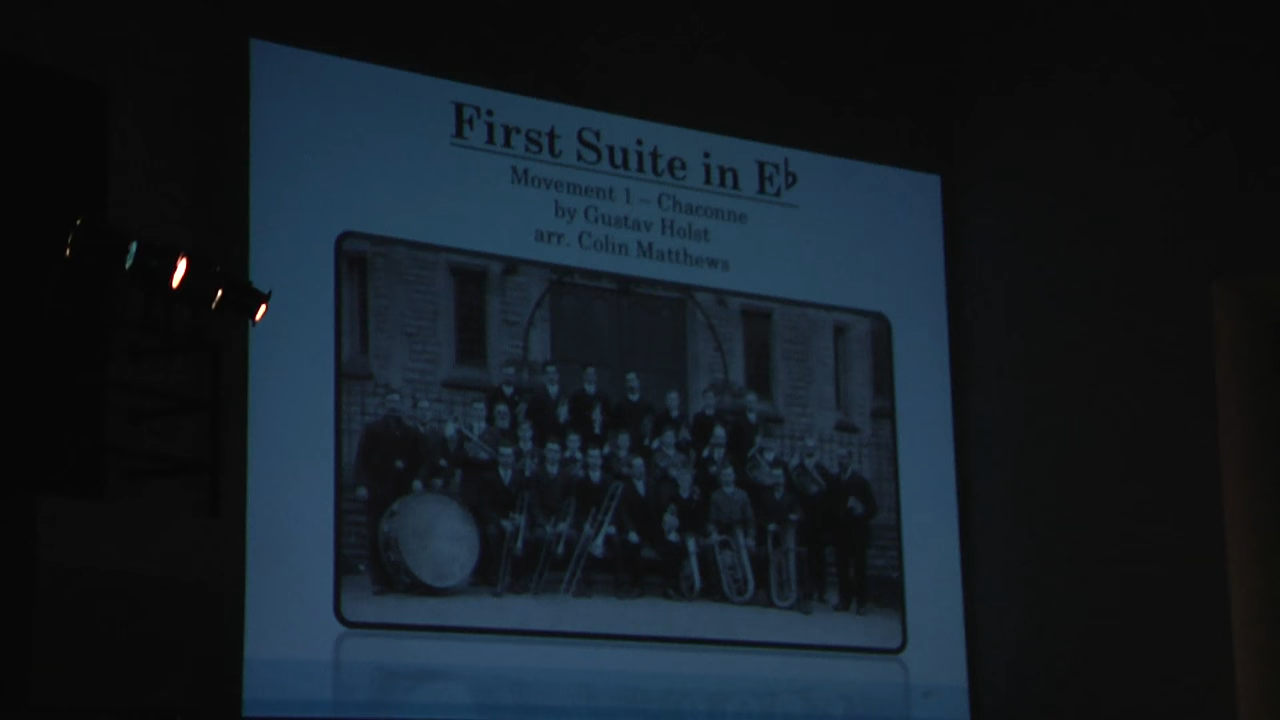 First Suite in E♭
Movement 1 – Chaconne
by Gustav Holst
arr. Colin Matthews